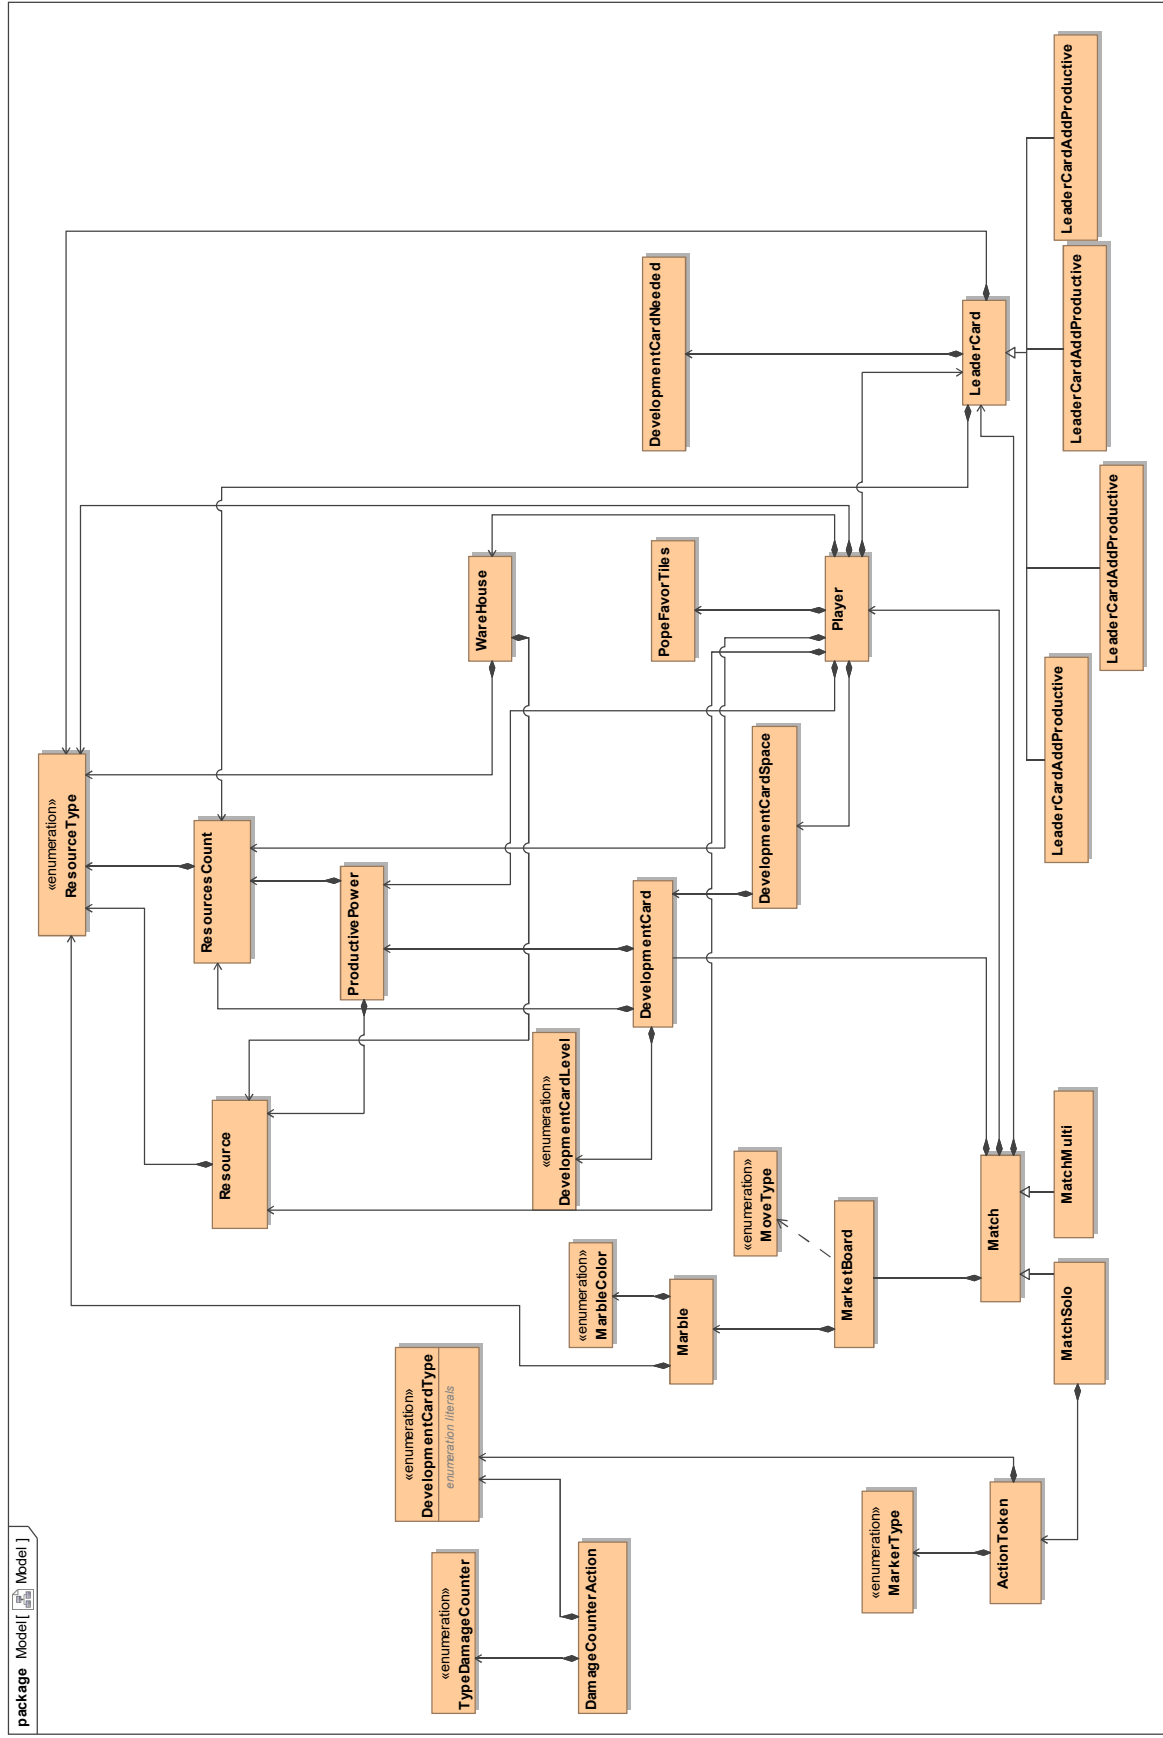 package Model [ Model ]
«enumeration»
TypeDamageCounter
DamageCounterAction
«enumeration»
DevelopmentCardType
enumeration literals
«enumeration»
MarkerType
ActionToken
«enumeration»
MarbleColor
Marble
«enumeration»
MoveType
MarketBoard
MatchSolo
MatchMulti
Match
Resource
«enumeration»
DevelopmentCardLevel
«enumeration»
ResourceType
ResourcesCount
ProductivePower
DevelopmentCard
DevelopmentCardSpace
WareHouse
PopeFavorTiles
Player
DevelopmentCardNeeded
LeaderCard
LeaderCardAddProductive
LeaderCardAddProductive
LeaderCardAddProductive
LeaderCardAddProductive